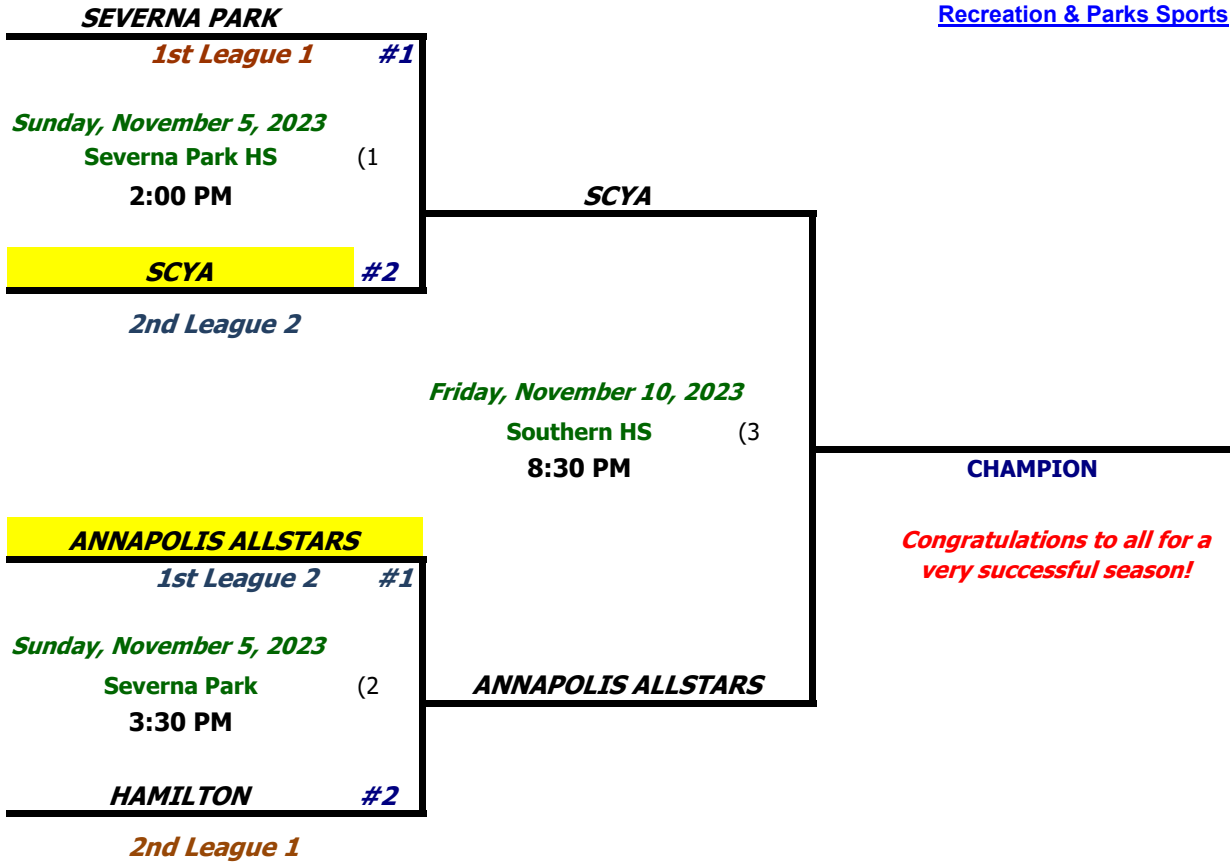 SEVERNA PARK
Recreation & Parks Sports
1st League 1 #1
Sunday, November 5, 2023
Severna Park HS (1
2:00 PM
SCYA
SCYA #2
2nd League 2
Friday, November 10, 2023
Southern HS (3
8:30 PM
CHAMPION
Congratulations to all for a
very successful season!
ANNAPOLIS ALLSTARS
1st League 2 #1
Sunday, November 5, 2023
Severna Park (2
3:30 PM
ANNAPOLIS ALLSTARS
HAMILTON #2
2nd League 1